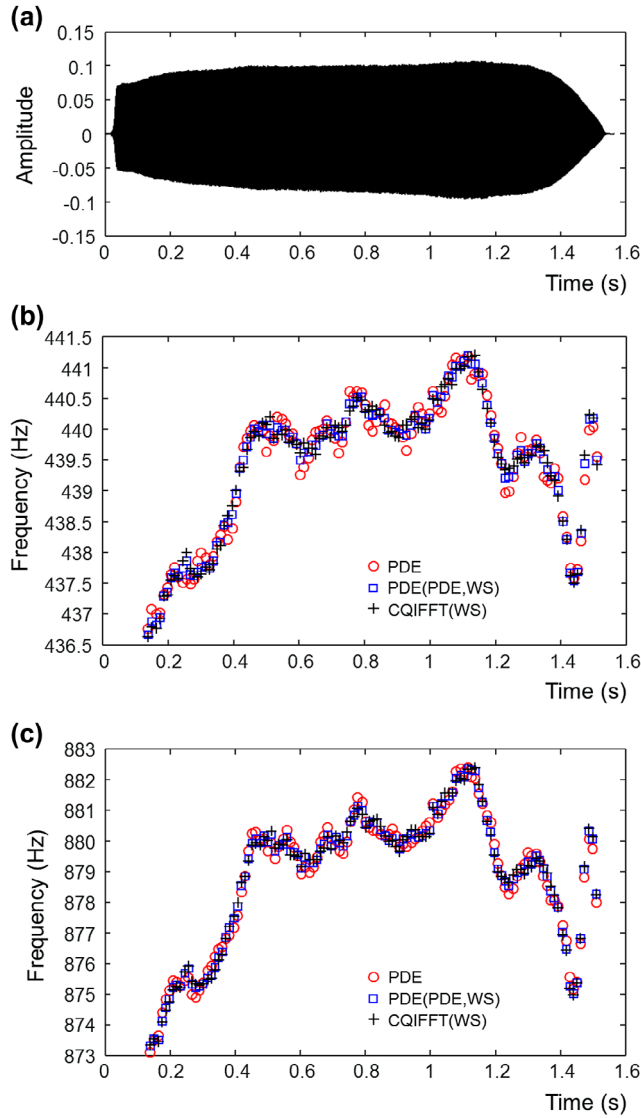 (a)
0.15
0.1
0.05
0
-0.05
-0.1
-0.15
Amplitude
0 0.2 0.4 0.6 0.8 1 1.2 1.4 1.6
Time (s)
(b)
441.5
441
440.5
440
439.5
439
438.5
438
437.5
437
436.5
Frequency (Hz)
PDE
PDE(PDE,WS)
CQIFFT(WS)
0 0.2 0.4 0.6 0.8 1 1.2 1.4 1.6
Time (s)
(c)
883
882
881
880
879
878
877
876
875
874
873
Frequency (Hz)
PDE
PDE(PDE,WS)
CQIFFT(WS)
0 0.2 0.4 0.6 0.8 1 1.2 1.4 1.6
Time (s)